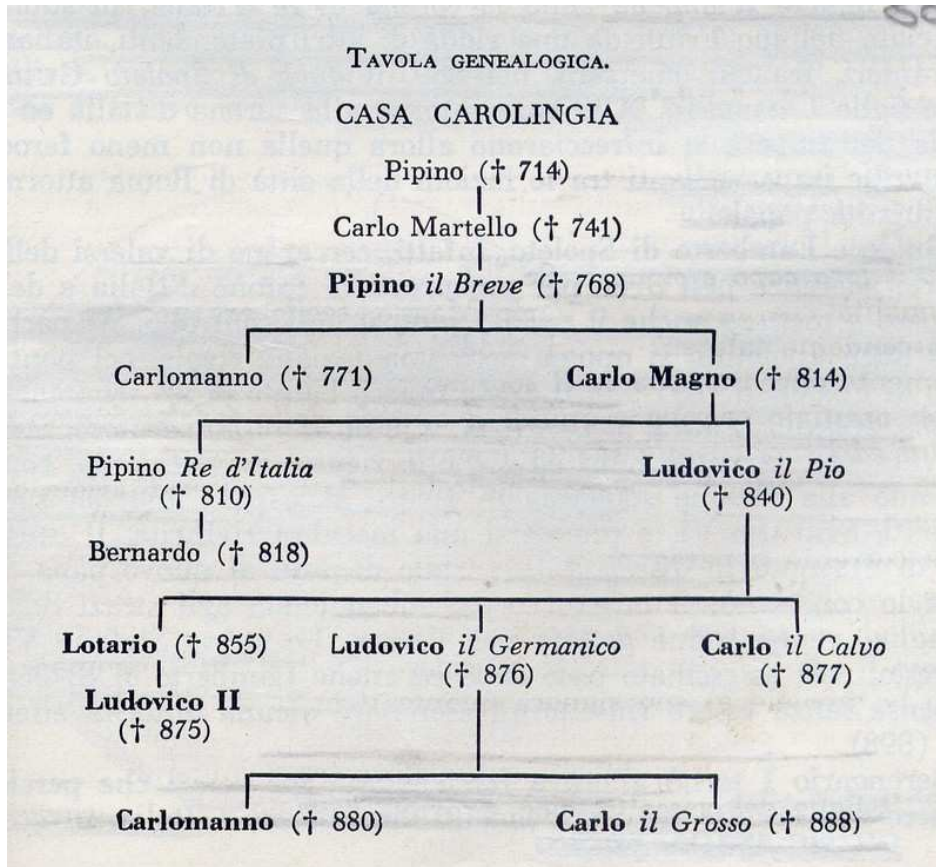 TAVOLA GENEALOGICA.
CASA CAROLINGIA
Pipino († 714)
Carlo Martello († 741)
Pipino il Breve († 768)
Carlomanno († 771) Carlo Magno († 814)
Pipino Re d'Italia Ludovico il Pio
(† 810) († 840)
Bernardo († 818)
Lotario († 855) Ludovico il Germanico Carlo il Calvo
(† 876) († 877)
Ludovico II
(† 875)
Carlomanno († 880) Carlo il Grosso († 888)